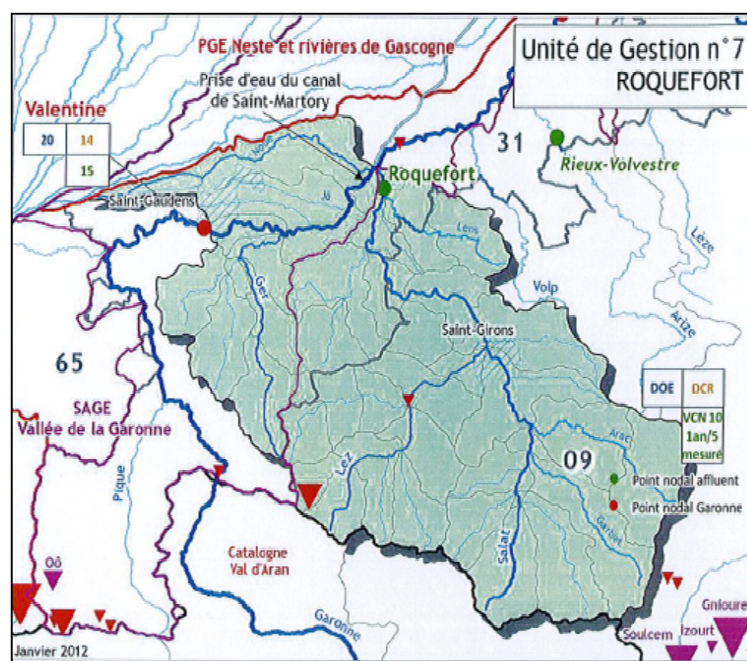 PGE Neste et rivières de Gascogne
Unité de Gestion n°7
ROQUEFORT
Prise d'eau du canal
de Saint-Martory
Valentine
20
14
15
31
Rieux-Volvestre
Roquefort
Noue
Saint-Gaudens
Lens
Lèze
Ger
Volp
Arize
Saint-Girons
65
DOE
DCR
VCN 10
1an/5
mesuré
SAGE
Vallée de la Garonne
Lez
09
Arac
Point nodal affluent
Point nodal Garonne
Pique
Garbet
Salat
Catalogne
Val d'Aran
Oô
Garonne
Gnioure
Izourt
Soulcem
Janvier 2012